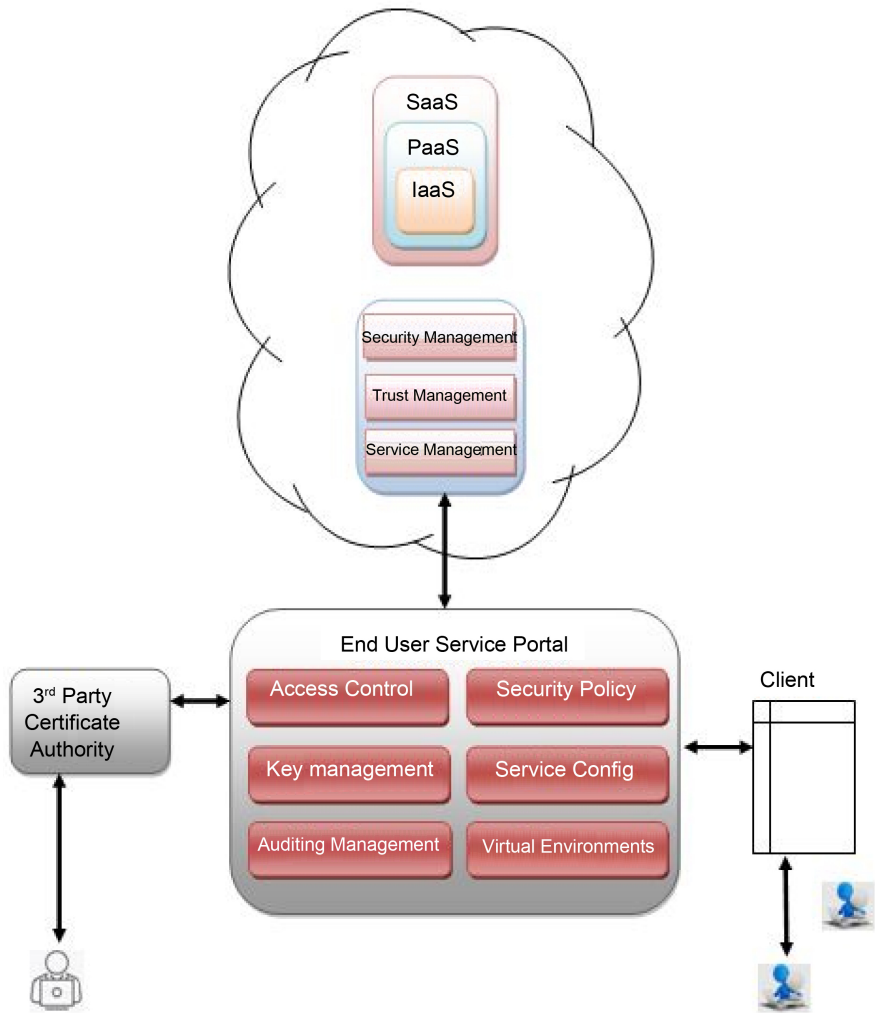 SaaS
PaaS
IaaS
Security Management
Trust Management
Service Management
End User Service Portal
Access Control
Security Policy
Key management
Service Config
Auditing Management
Virtual Environments
3rd Party
Certificate
Authority
Client